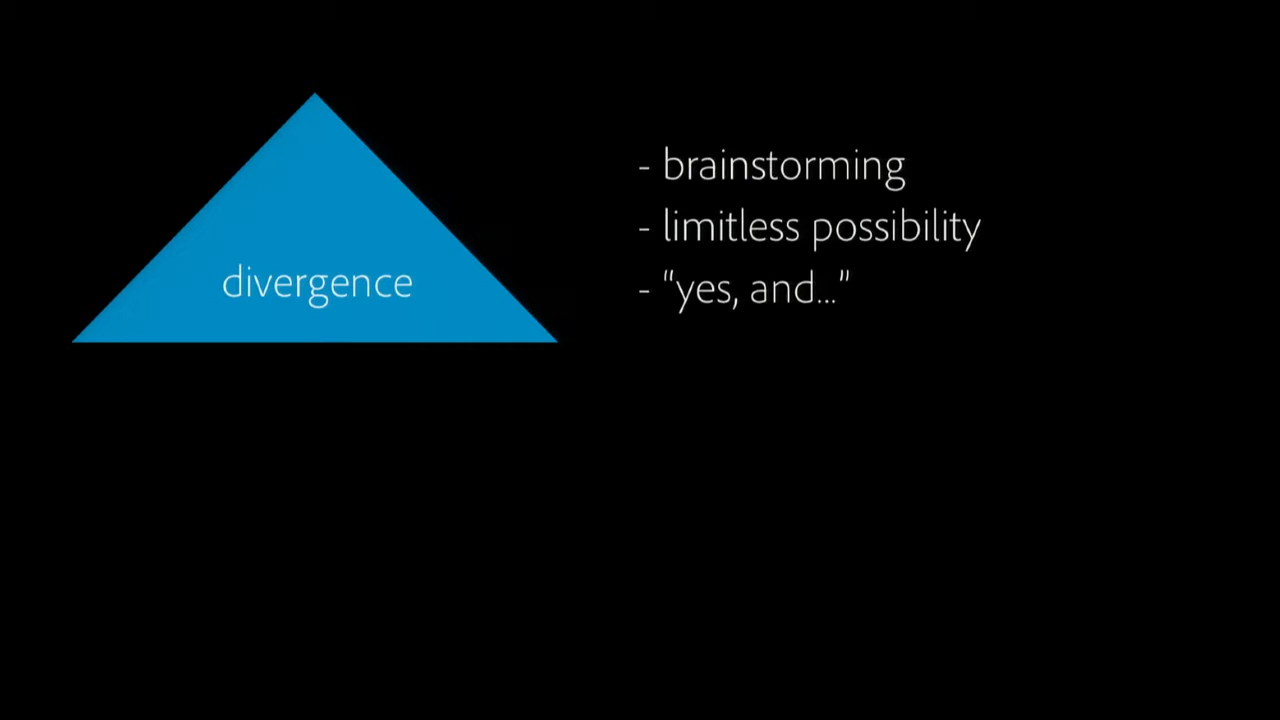 divergence
- brainstorming
- limitless possibility
- “yes, and...”